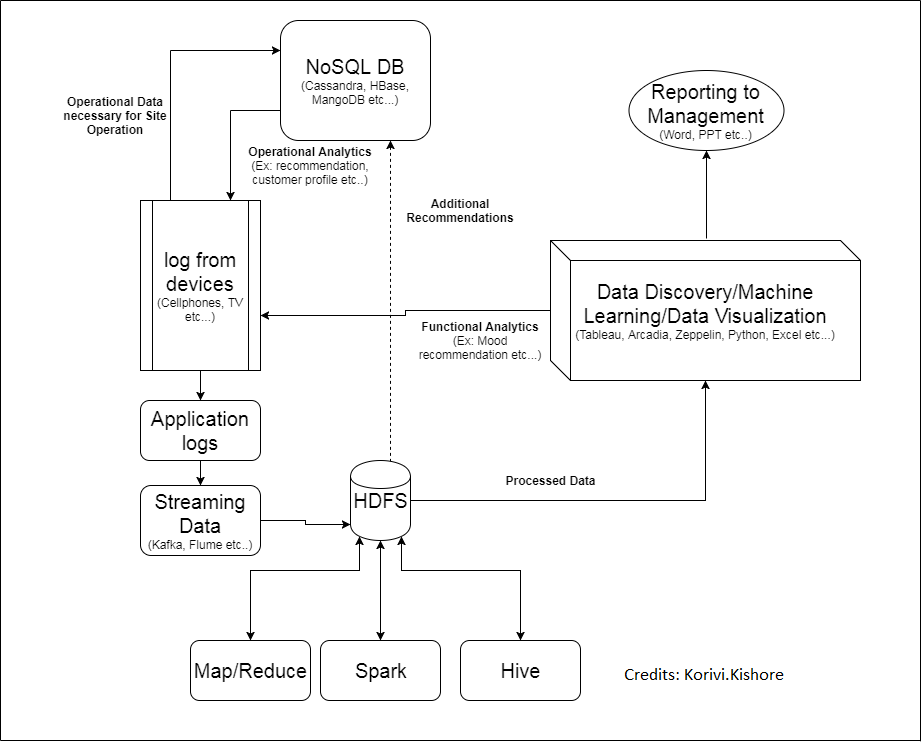 NoSQL DB
(Cassandra, HBase,
MangoDB etc...)
Operational Data
necessary for Site
Operation
Reporting to
Management
(Word, PPT etc..)
Operational Analytics
(Ex: recommendation,
customer profile etc..)
Additional
Recommendations
log from
devices
(Cellphones, TV
etc...)
Data Discovery/Machine
Learning/Data Visualization
(Tableau, Arcadia, Zeppelin, Python, Excel etc...)
Functional Analytics
(Ex: Mood
recommendation etc...)
Application
logs
Streaming
Data
(Kafka, Flume etc..)
HDFS
Processed Data
Map/Reduce
Spark
Hive
Credits: Korivi.Kishore